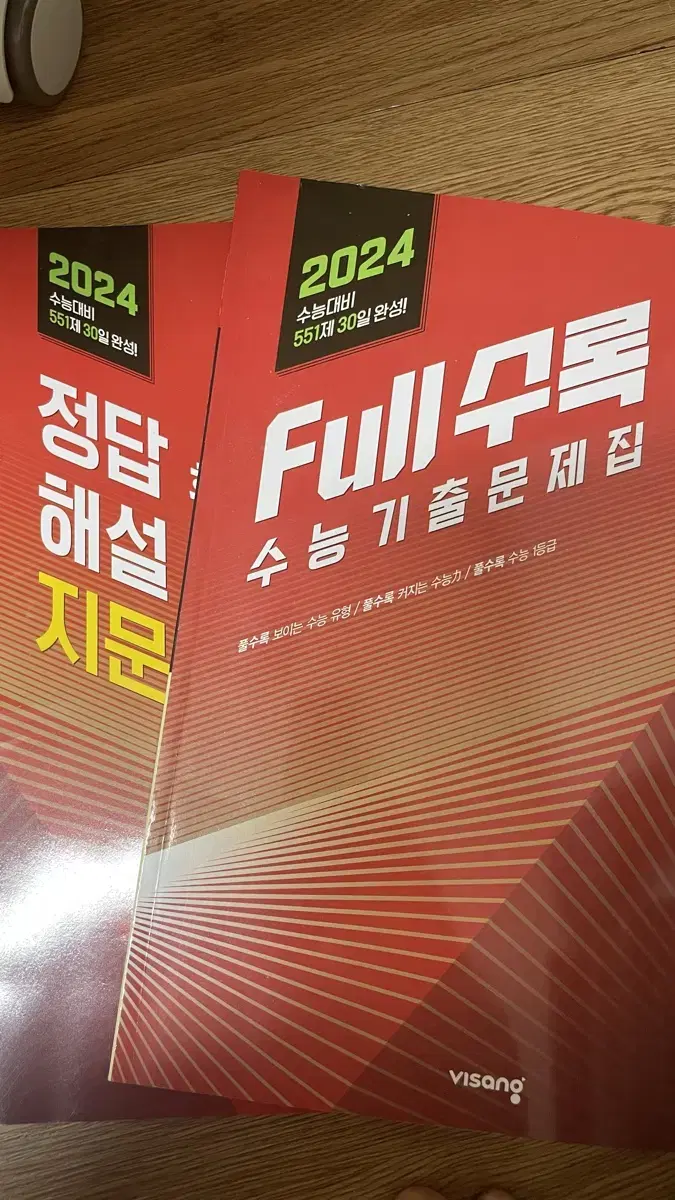 2024
수능대비
551제 30일 완성!
정답
해설
지문
2024
수능대비
551제 30일 완성!
Full수록
수능기출문제집
풀수록 보이는 수능 유형 / 풀수록 커지는 수능力 / 풀수록 수능 1등급
visang